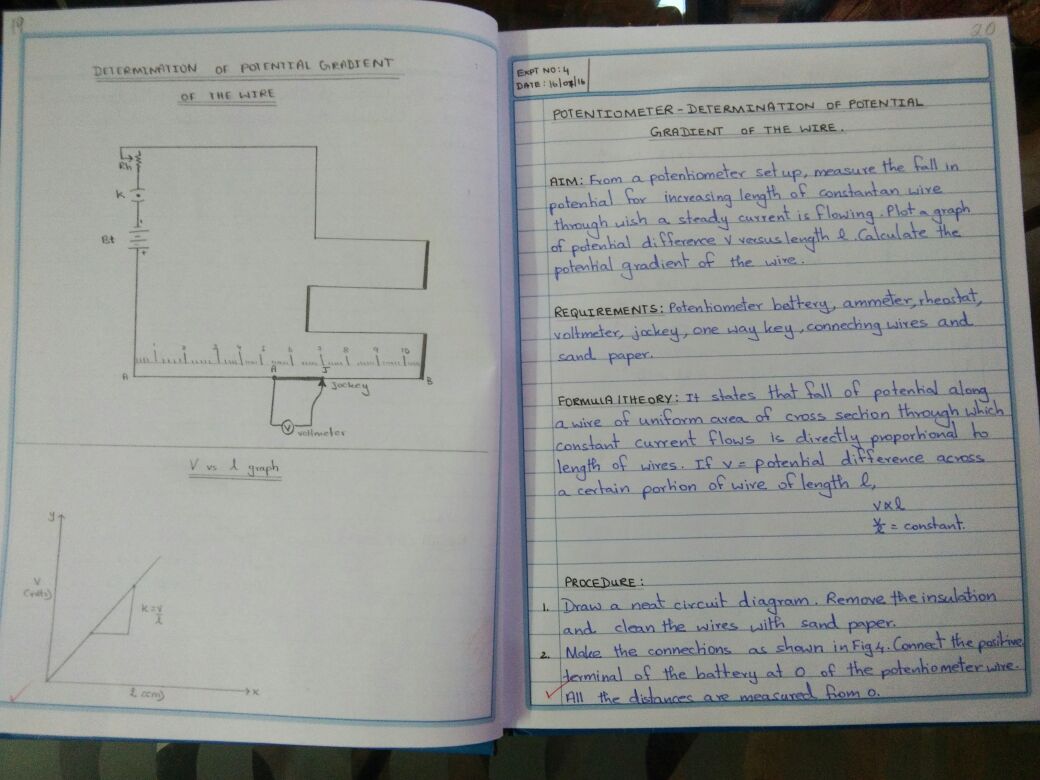 19
DETERMINATION OF POTENTIAL GRADIENT
OF THE WIRE
Rh
K
Bt
+
1 2 3 4 5 6 7 8 9 10
A A J B
Jockey
V voltmeter
V vs l graph
y
V
(volts)
k = v/l
l (cm) x
20
EXPT NO: 4
DATE: 16/07/16
POTENTIOMETER - DETERMINATION OF POTENTIAL
GRADIENT OF THE WIRE.
AIM: From a potentiometer set up, measure the fall in
potential for increasing length of constantan wire
through wish a steady current is flowing. Plot a graph
of potential difference V versus length l. Calculate the
potential gradient of the wire.
REQUIREMENTS: Potentiometer battery, ammeter, rheostat,
voltmeter, jockey, one way key, connecting wires and
sand paper.
FORMULA/THEORY: It states that fall of potential along
a wire of uniform area of cross section through which
constant current flows is directly proportional to
length of wires. If v = potential difference across
a certain portion of wire of length l,
v∝l
v/l = constant.
PROCEDURE:
1. Draw a neat circuit diagram. Remove the insulation
and clean the wires with sand paper.
2. Make the connections as shown in Fig 4. Connect the positive
terminal of the battery at 0 of the potentiometer wire.
All the distances are measured from 0.